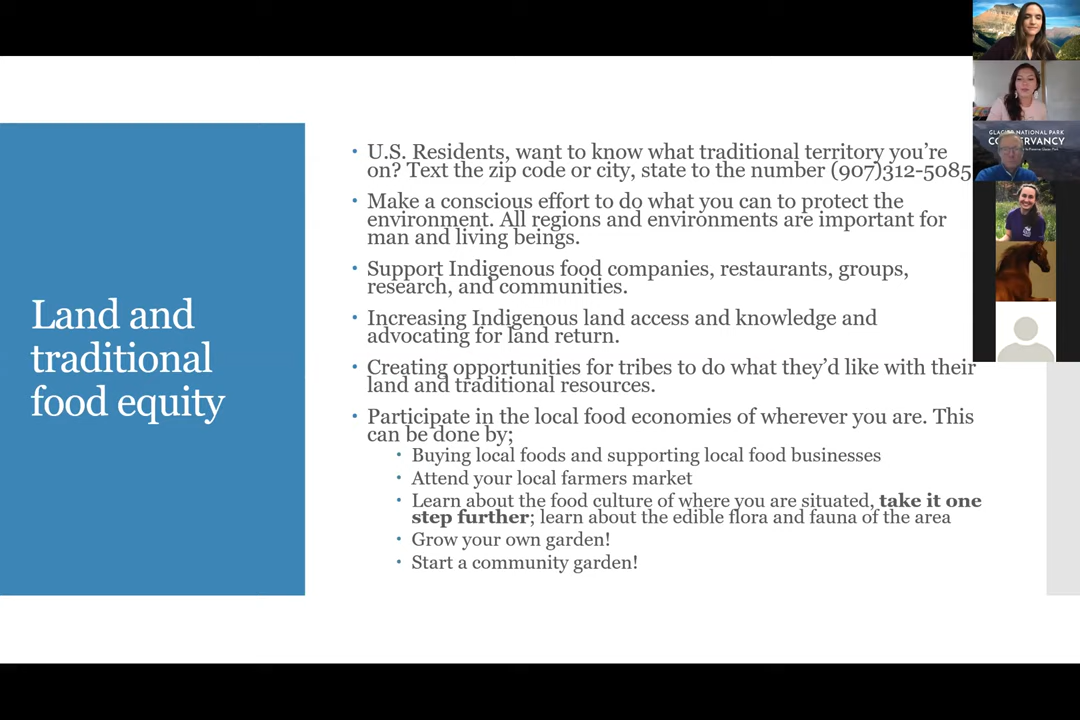 Land and
traditional
food equity
• U.S. Residents, want to know what traditional territory you're
on? Text the zip code or city, state to the number (907)312-5085
• Make a conscious effort to do what you can to protect the
environment. All regions and environments are important for
man and living beings.
• Support Indigenous food companies, restaurants, groups,
research, and communities.
• Increasing Indigenous land access and knowledge and
advocating for land return.
• Creating opportunities for tribes to do what they'd like with their
land and traditional resources.
• Participate in the local food economies of wherever you are. This
can be done by;
• Buying local foods and supporting local food businesses
• Attend your local farmers market
• Learn about the food culture of where you are situated, take it one
step further; learn about the edible flora and fauna of the area
• Grow your own garden!
• Start a community garden!
NATIONAL PARK